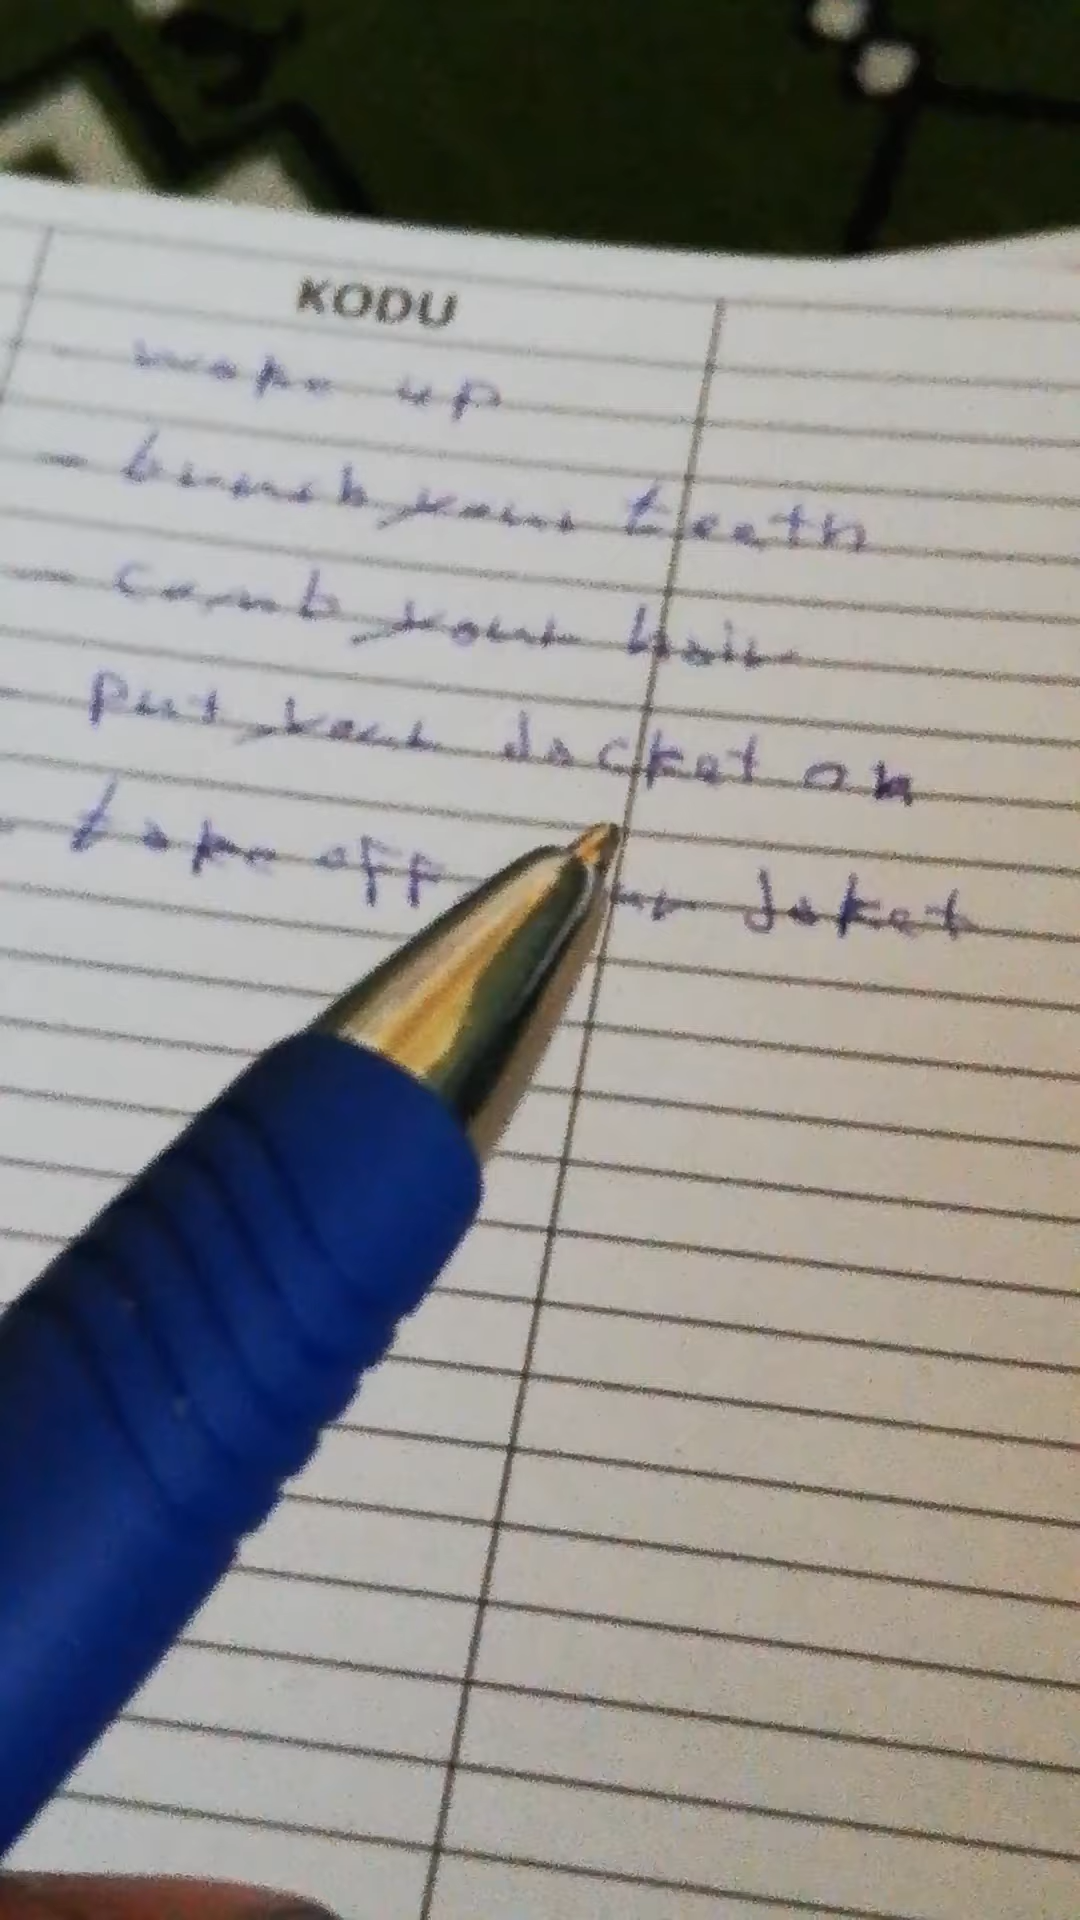 KODU
wake up
- brush your teeth
- comb your hair
put your Jacket on
- take off Jaket